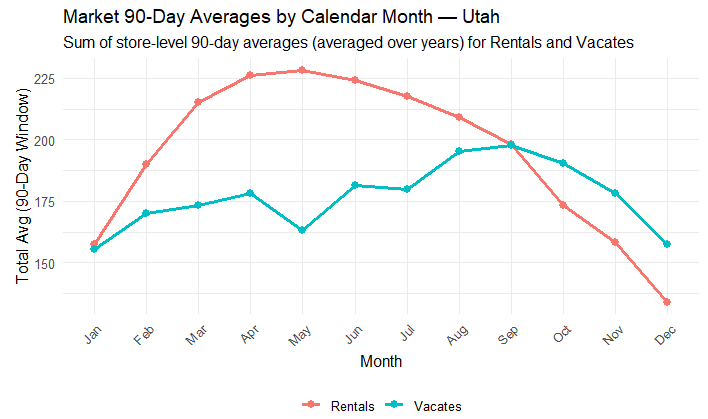 Market 90-Day Averages by Calendar Month — Utah
Sum of store-level 90-day averages (averaged over years) for Rentals and Vacates
Total Avg (90-Day Window)
225
200
175
150
Jan
Feb
Mar
Apr
May
Jun
Jul
Aug
Sep
Oct
Nov
Dec
Month
Rentals
Vacates